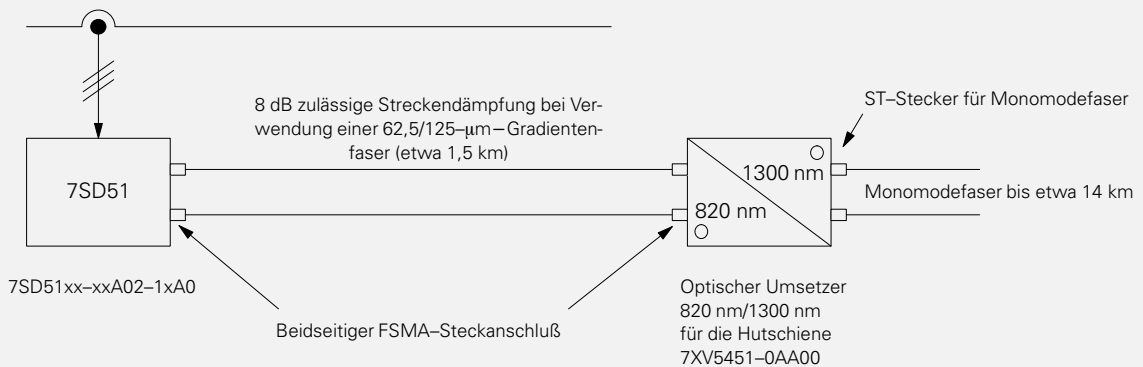 8 dB zulässige Streckendämpfung bei Ver-
wendung einer 62,5/125–µm–Gradienten-
faser (etwa 1,5 km)
ST–Stecker für Monomodefaser
7SD51
1300 nm
820 nm
Monomodefaser bis etwa 14 km
7SD51xx–xxA02–1xA0
Beidseitiger FSMA–Steckanschluß
Optischer Umsetzer
820 nm/1300 nm
für die Hutschiene
7XV5451–0AA00